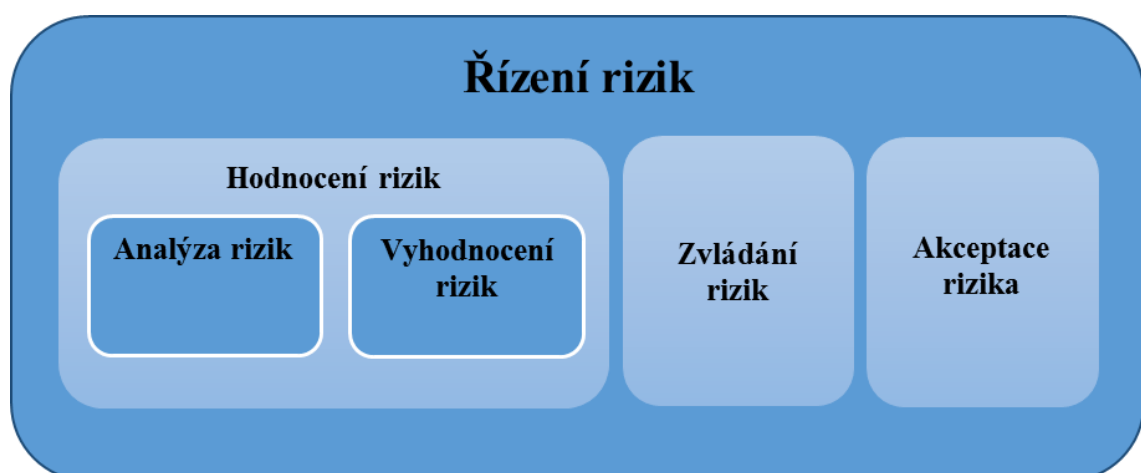 Řízení rizik
Hodnocení rizik
Analýza rizik
Vyhodnocení
rizik
Zvládání
rizik
Akceptace
rizika